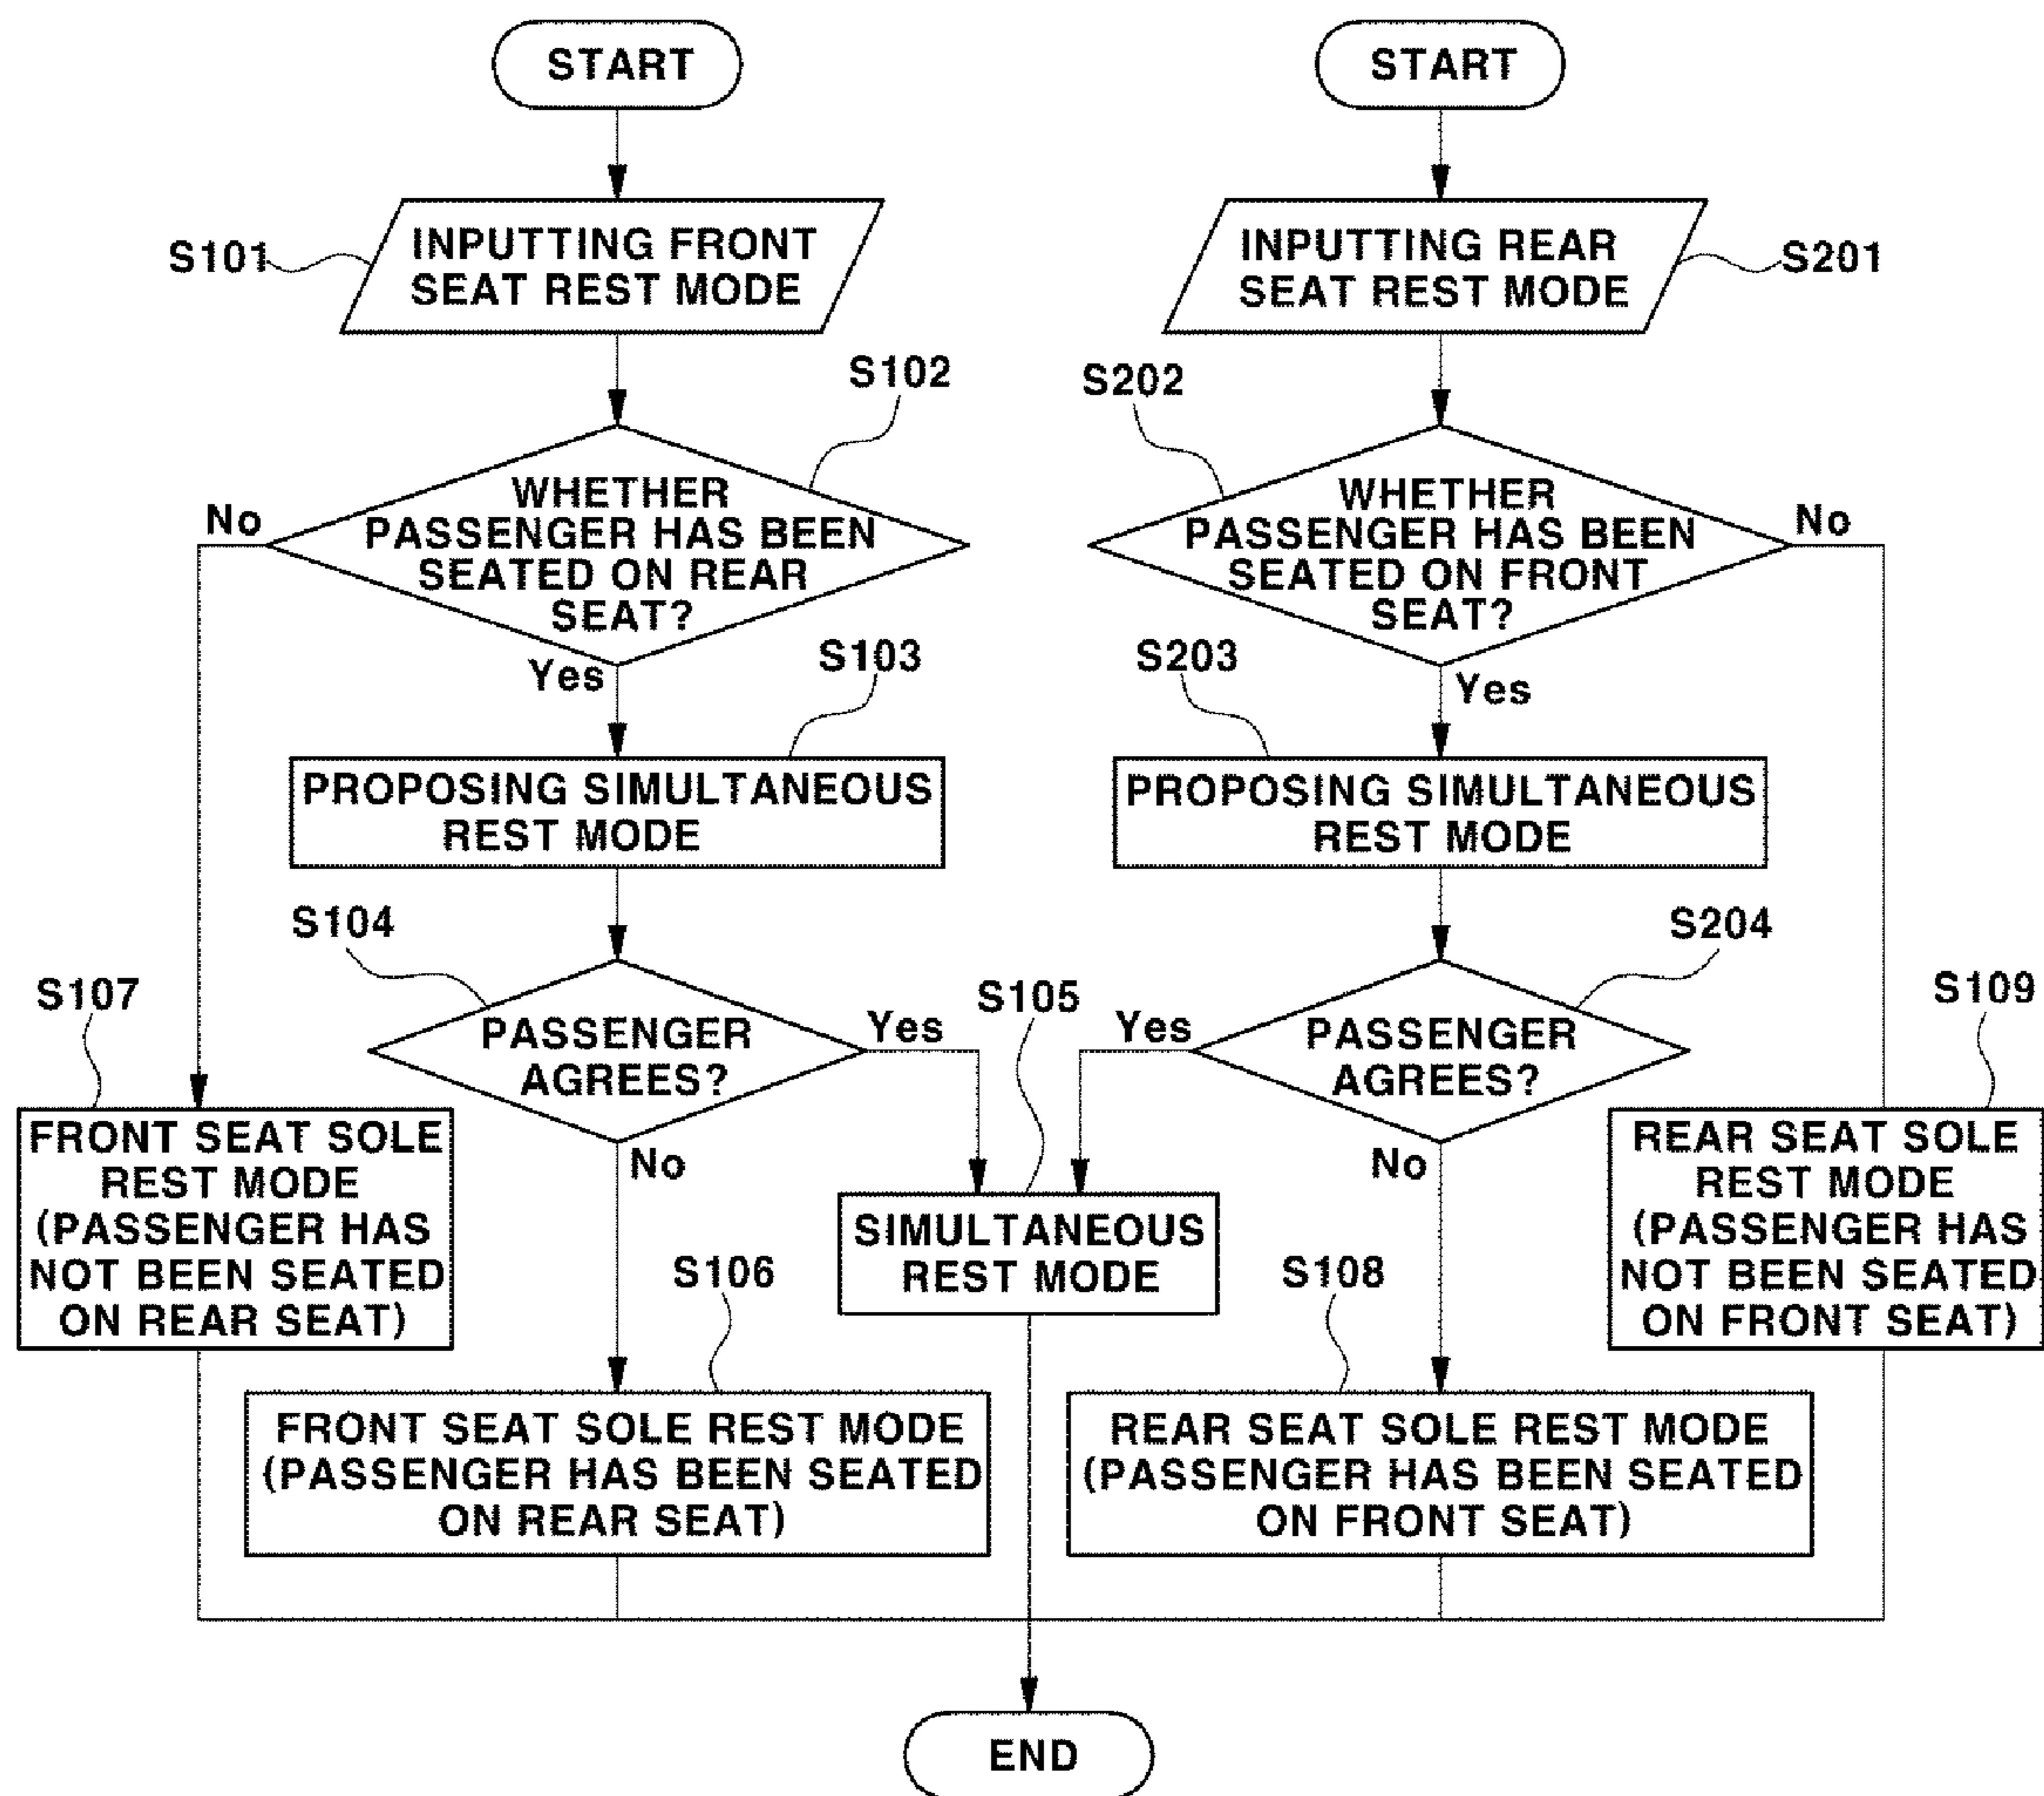 START
START
S101
INPUTTING FRONT
SEAT REST MODE
INPUTTING REAR
SEAT REST MODE
S201
S102
S202
No
WHETHER
PASSENGER HAS BEEN
SEATED ON REAR
SEAT?
WHETHER
PASSENGER HAS BEEN
SEATED ON FRONT
SEAT?
No
Yes
S103
S203
Yes
PROPOSING SIMULTANEOUS
REST MODE
PROPOSING SIMULTANEOUS
REST MODE
S104
S204
S107
S105
S109
PASSENGER
AGREES?
Yes
Yes
PASSENGER
AGREES?
FRONT SEAT SOLE
REST MODE
(PASSENGER HAS
NOT BEEN SEATED
ON REAR SEAT)
No
No
REAR SEAT SOLE
REST MODE
(PASSENGER HAS
NOT BEEN SEATED
ON FRONT SEAT)
SIMULTANEOUS
REST MODE
S106
S108
FRONT SEAT SOLE REST MODE
(PASSENGER HAS BEEN SEATED
ON REAR SEAT)
REAR SEAT SOLE REST MODE
(PASSENGER HAS BEEN SEATED
ON FRONT SEAT)
END